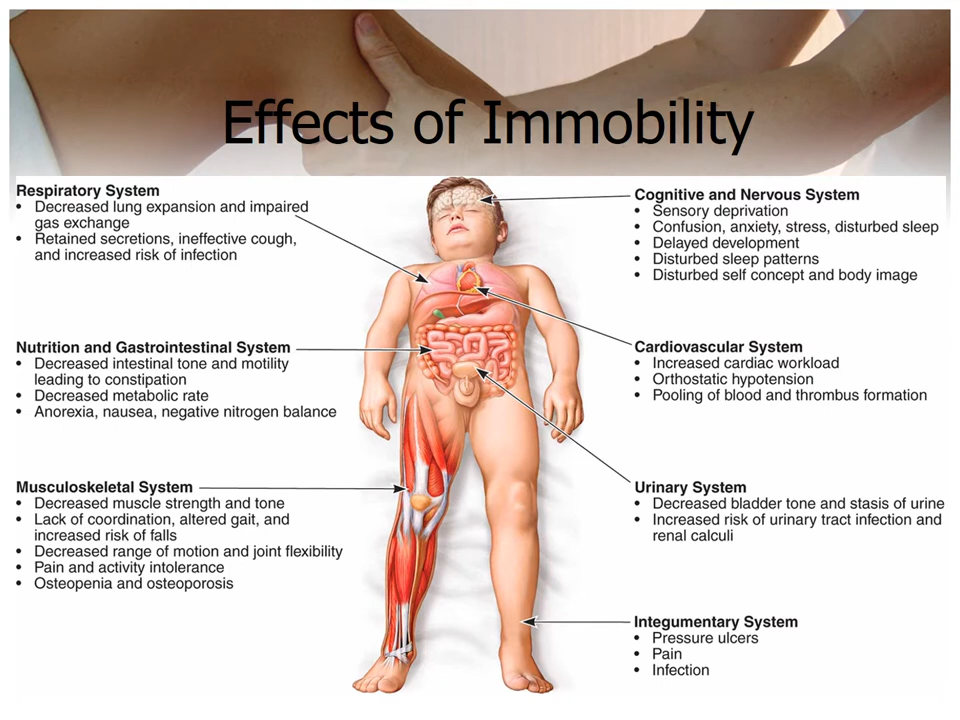 Effects of Immobility
Respiratory System
• Decreased lung expansion and impaired
gas exchange
• Retained secretions, ineffective cough,
and increased risk of infection
Nutrition and Gastrointestinal System
• Decreased intestinal tone and motility
leading to constipation
• Decreased metabolic rate
• Anorexia, nausea, negative nitrogen balance
Musculoskeletal System
• Decreased muscle strength and tone
• Lack of coordination, altered gait, and
increased risk of falls
• Decreased range of motion and joint flexibility
• Pain and activity intolerance
• Osteopenia and osteoporosis
Cognitive and Nervous System
• Sensory deprivation
• Confusion, anxiety, stress, disturbed sleep
• Delayed development
• Disturbed sleep patterns
• Disturbed self concept and body image
Cardiovascular System
• Increased cardiac workload
• Orthostatic hypotension
• Pooling of blood and thrombus formation
Urinary System
• Decreased bladder tone and stasis of urine
• Increased risk of urinary tract infection and
renal calculi
Integumentary System
• Pressure ulcers
• Pain
• Infection